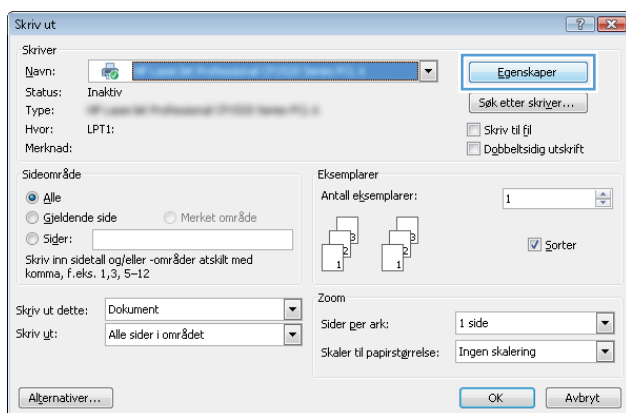 Skriv ut
Skriver
Navn:
Egenskaper
Status: Inaktiv
Søk etter skriver...
Type:
Hvor: LPT1:
Skriv til fil
Merknad:
Dobbeltsidig utskrift
Sideområde
Alle
Gjeldende side Merket område
Sider:
Skriv inn sidetall og/eller -områder atskilt med
komma, f.eks. 1,3, 5–12
Eksemplarer
Antall eksemplarer: 1
Sorter
Skriv ut dette: Dokument
Skriv ut: Alle sider i området
Zoom
Sider per ark: 1 side
Skaler til papirstørrelse: Ingen skalering
Alternativer...
OK Avbryt